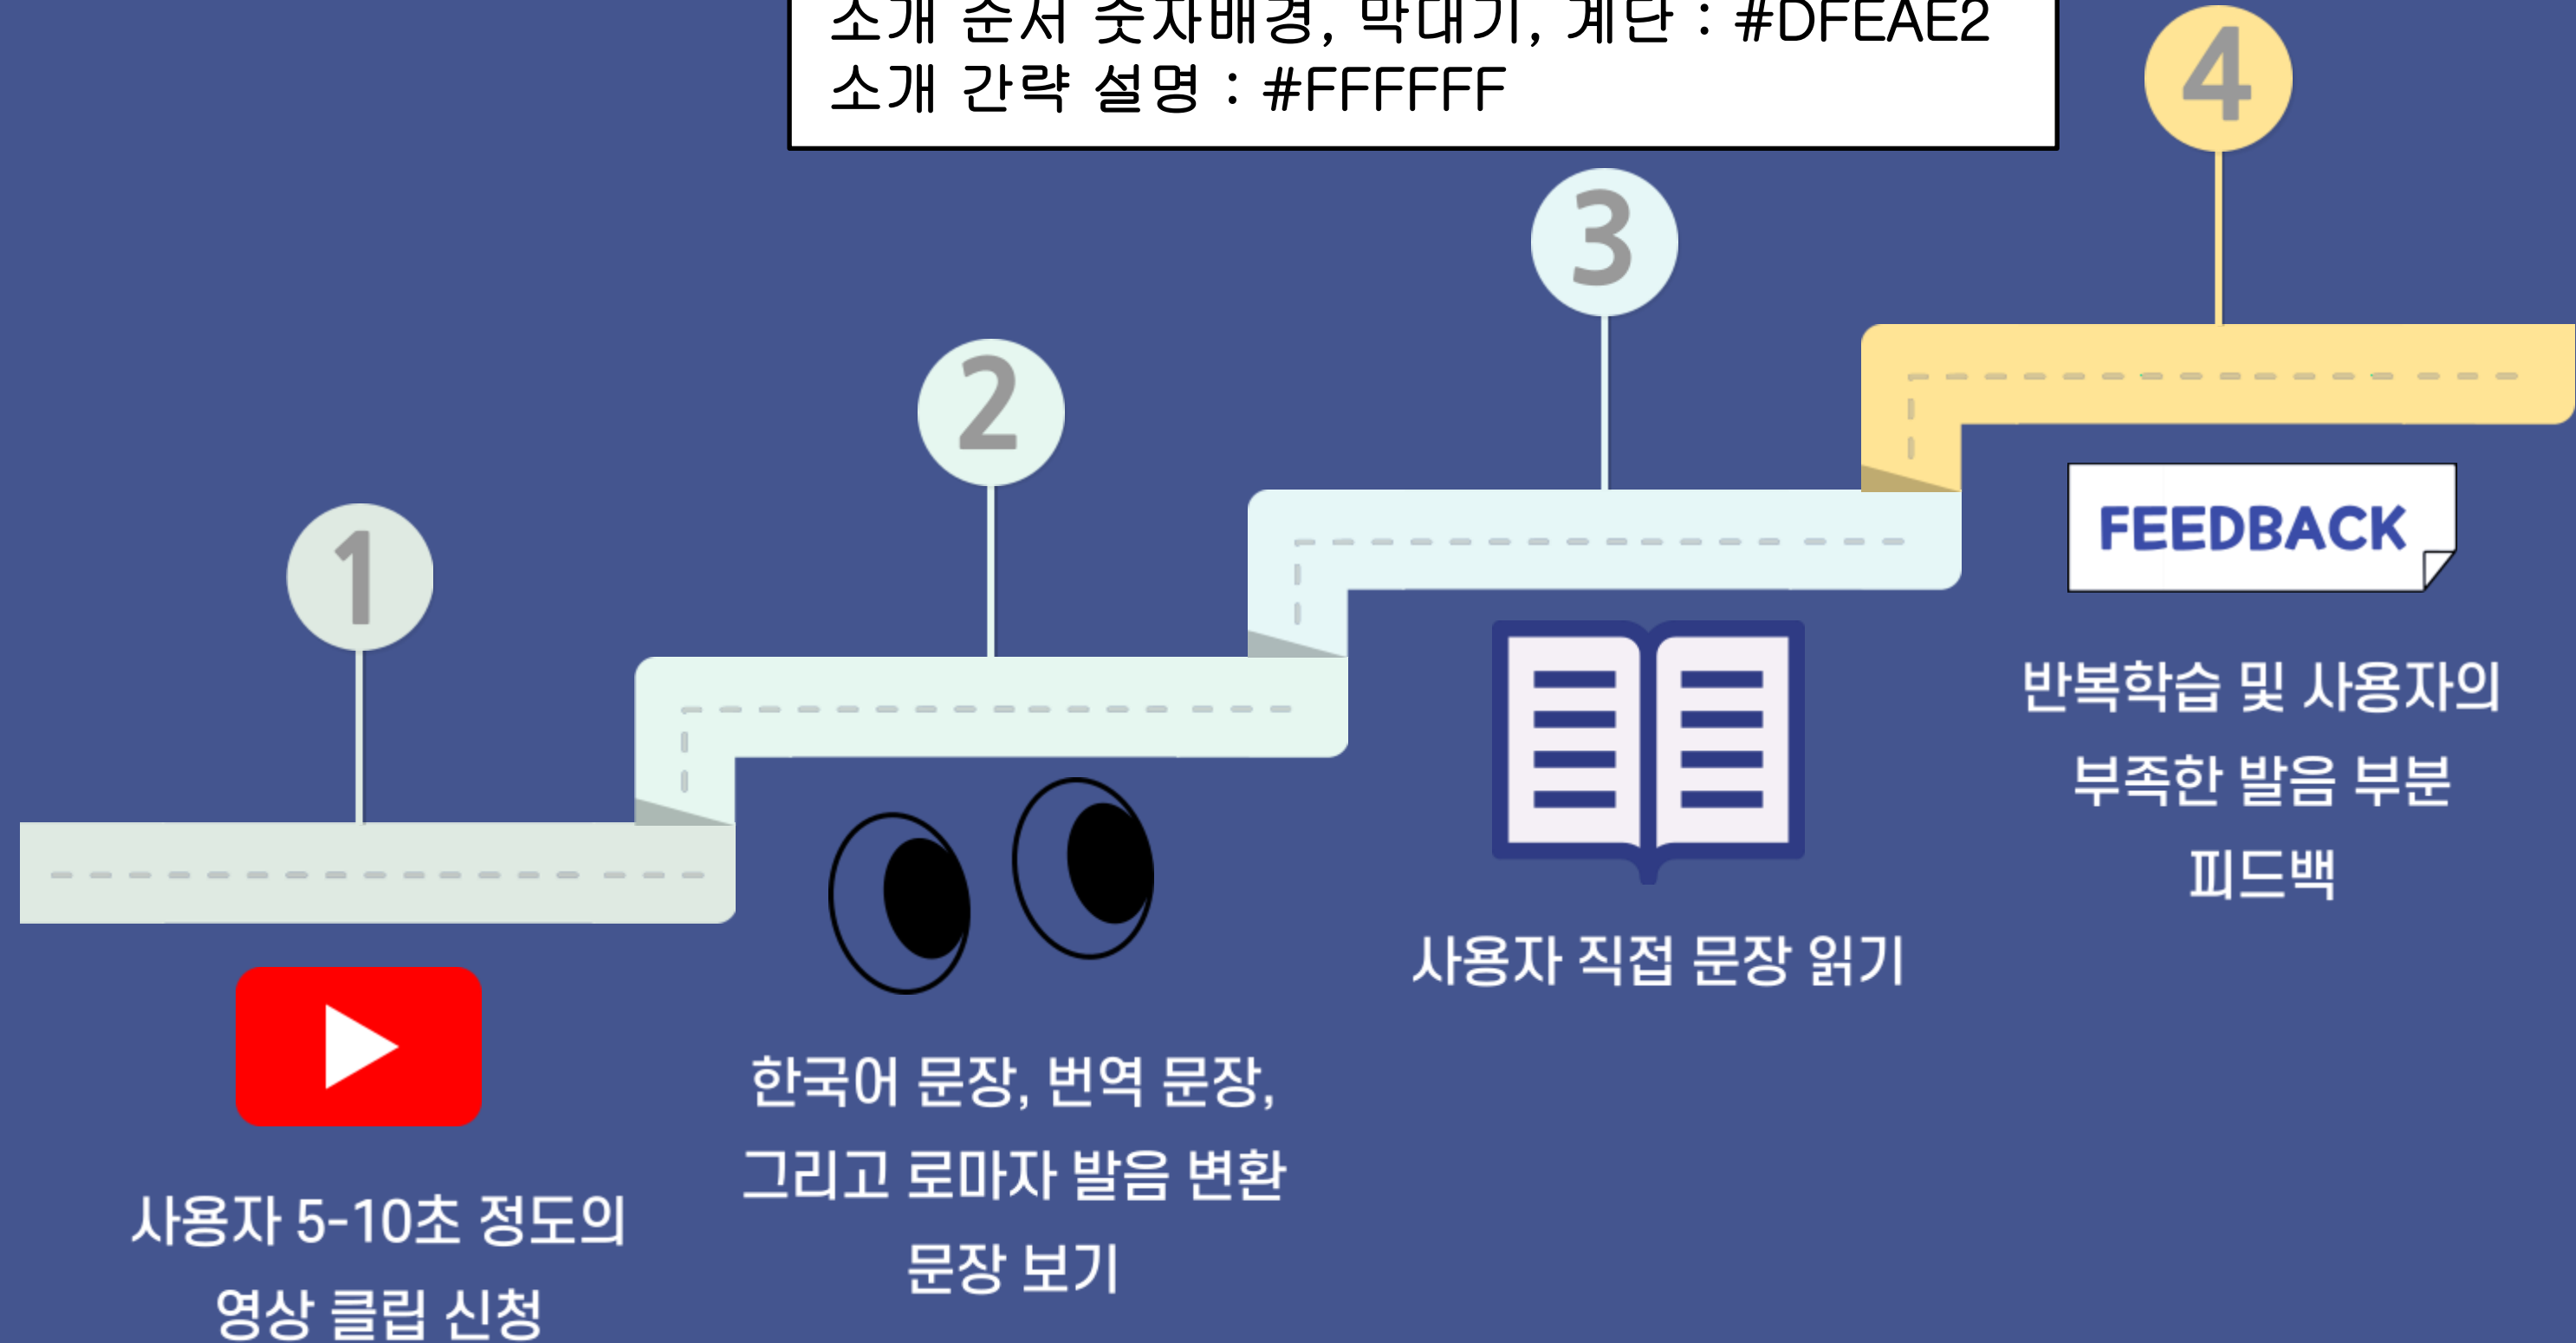 소개 순서 숫자배경, 막대기, 계단 : #DFEAE2
소개 간략 설명 : #FFFFFF
4
3
2
1
FEEDBACK
반복학습 및 사용자의
부족한 발음 부분
피드백
사용자 직접 문장 읽기
한국어 문장, 번역 문장,
그리고 로마자 발음 변환
문장 보기
사용자 5-10초 정도의
영상 클립 신청